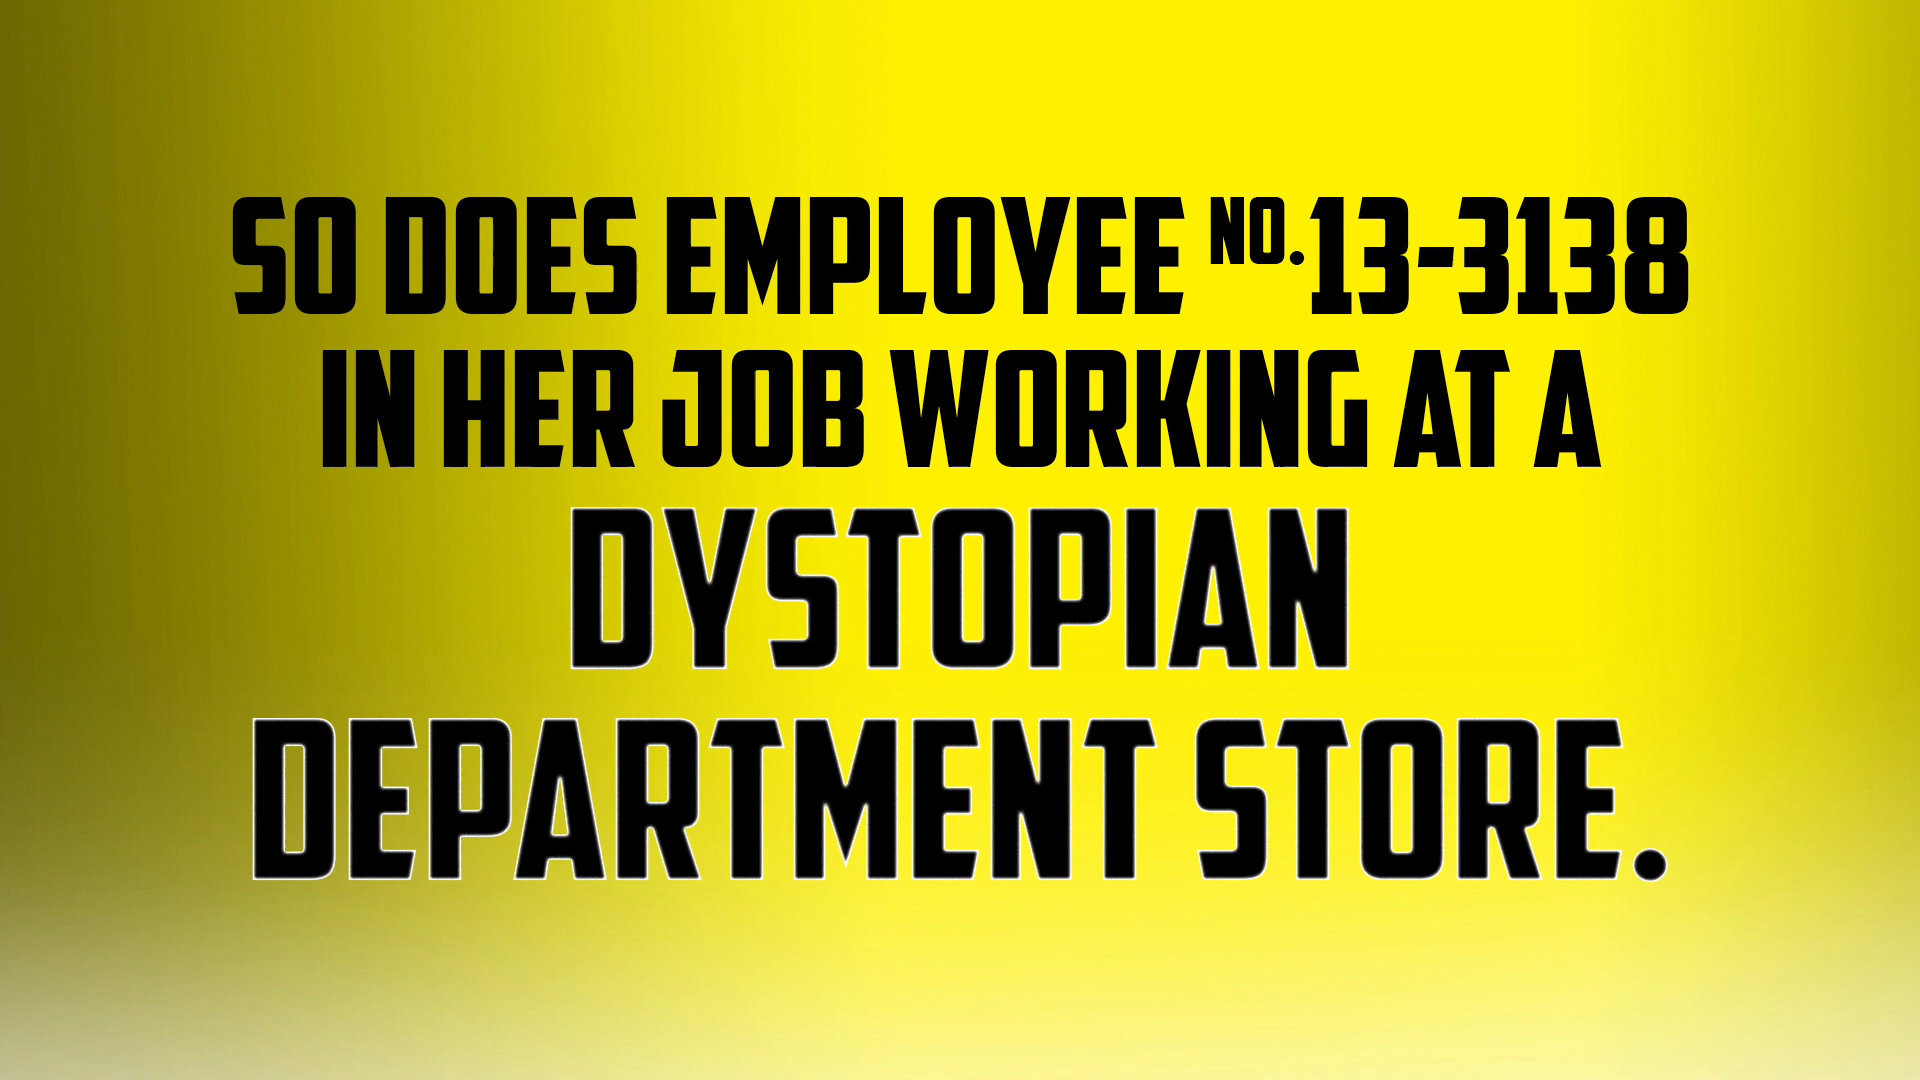 SO DOES EMPLOYEE NO.13-3138
IN HER JOB WORKING AT A
DYSTOPIAN
DEPARTMENT STORE.